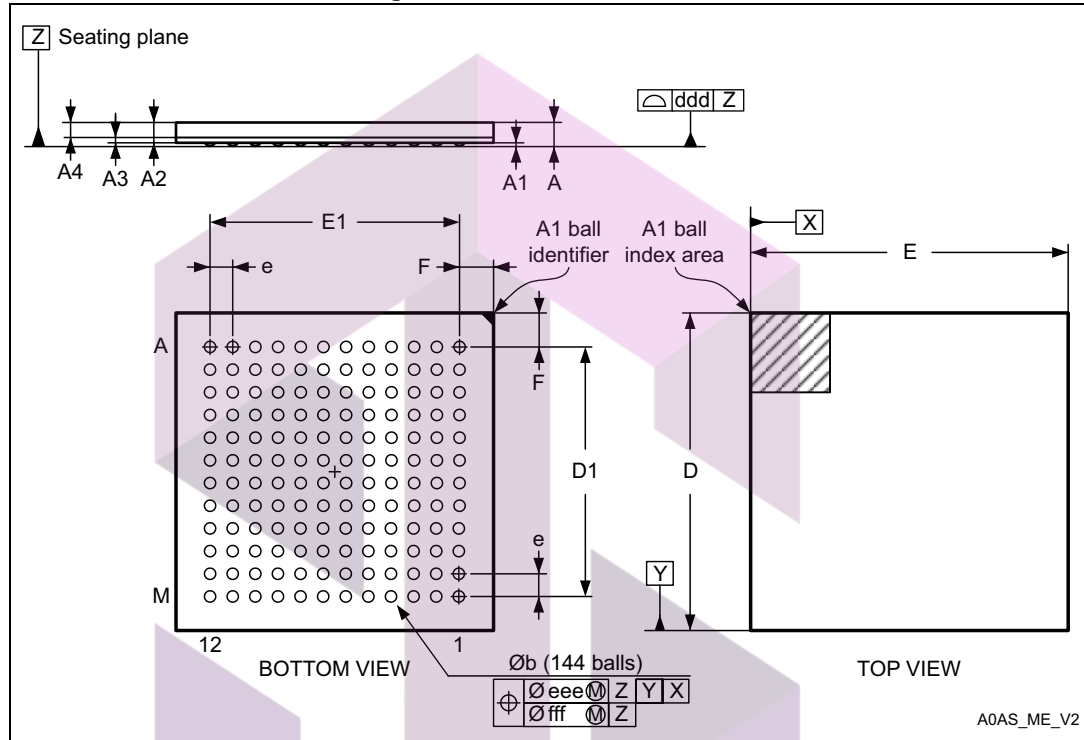 Z Seating plane
⌓ ddd Z
A4 A3 A2 A1 A
E1
A1 ball identifier
A1 ball index area
X
E
e
F
A
F
D1
D
e
Y
M
12
1
BOTTOM VIEW
Øb (144 balls)
TOP VIEW
⌖ Ø eee Ⓜ Z Y X
Ø fff Ⓜ Z
A0AS_ME_V2